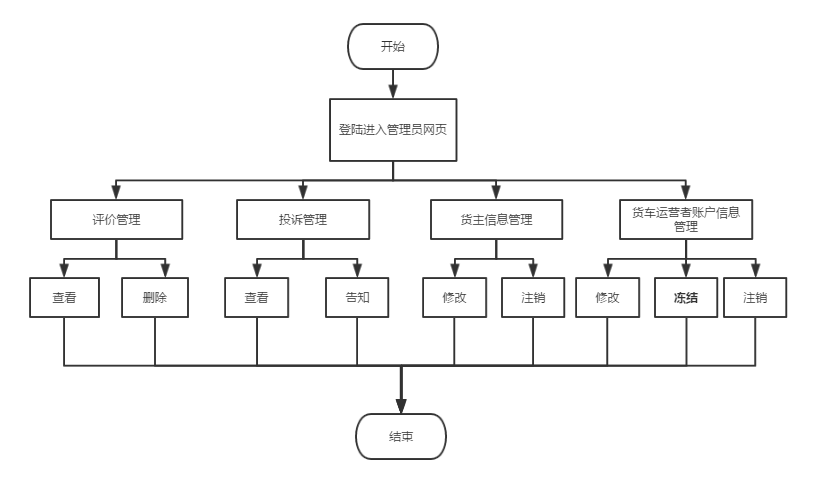 开始
登陆进入管理员网页
评价管理
投诉管理
货主信息管理
货车运营者账户信息
管理
查看
删除
查看
告知
修改
注销
修改
冻结
注销
结束